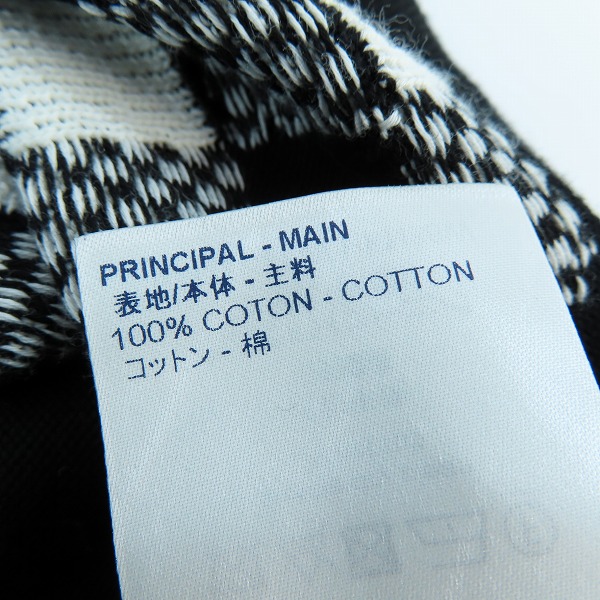 PRINCIPAL - MAIN
表地/本体 - 主料
100% COTON - COTTON
コットン - 棉